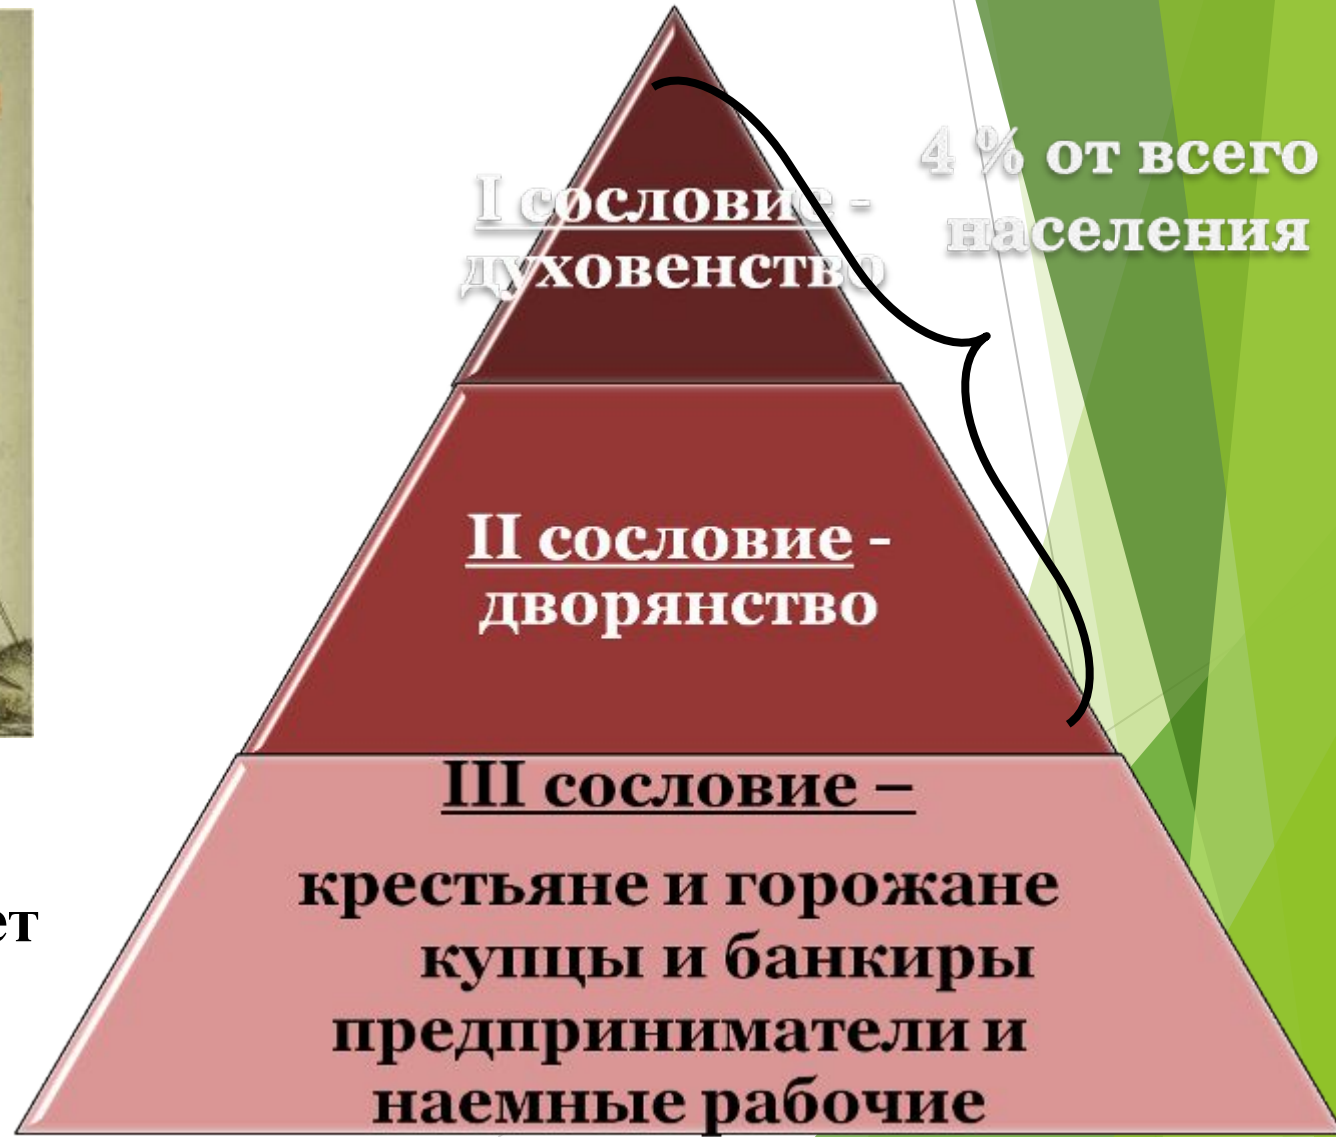 4 % от всего
населения
I сословие -
духовенство
II сословие -
дворянство
III сословие –
крестьяне и горожане
купцы и банкиры
предприниматели и
наемные рабочие